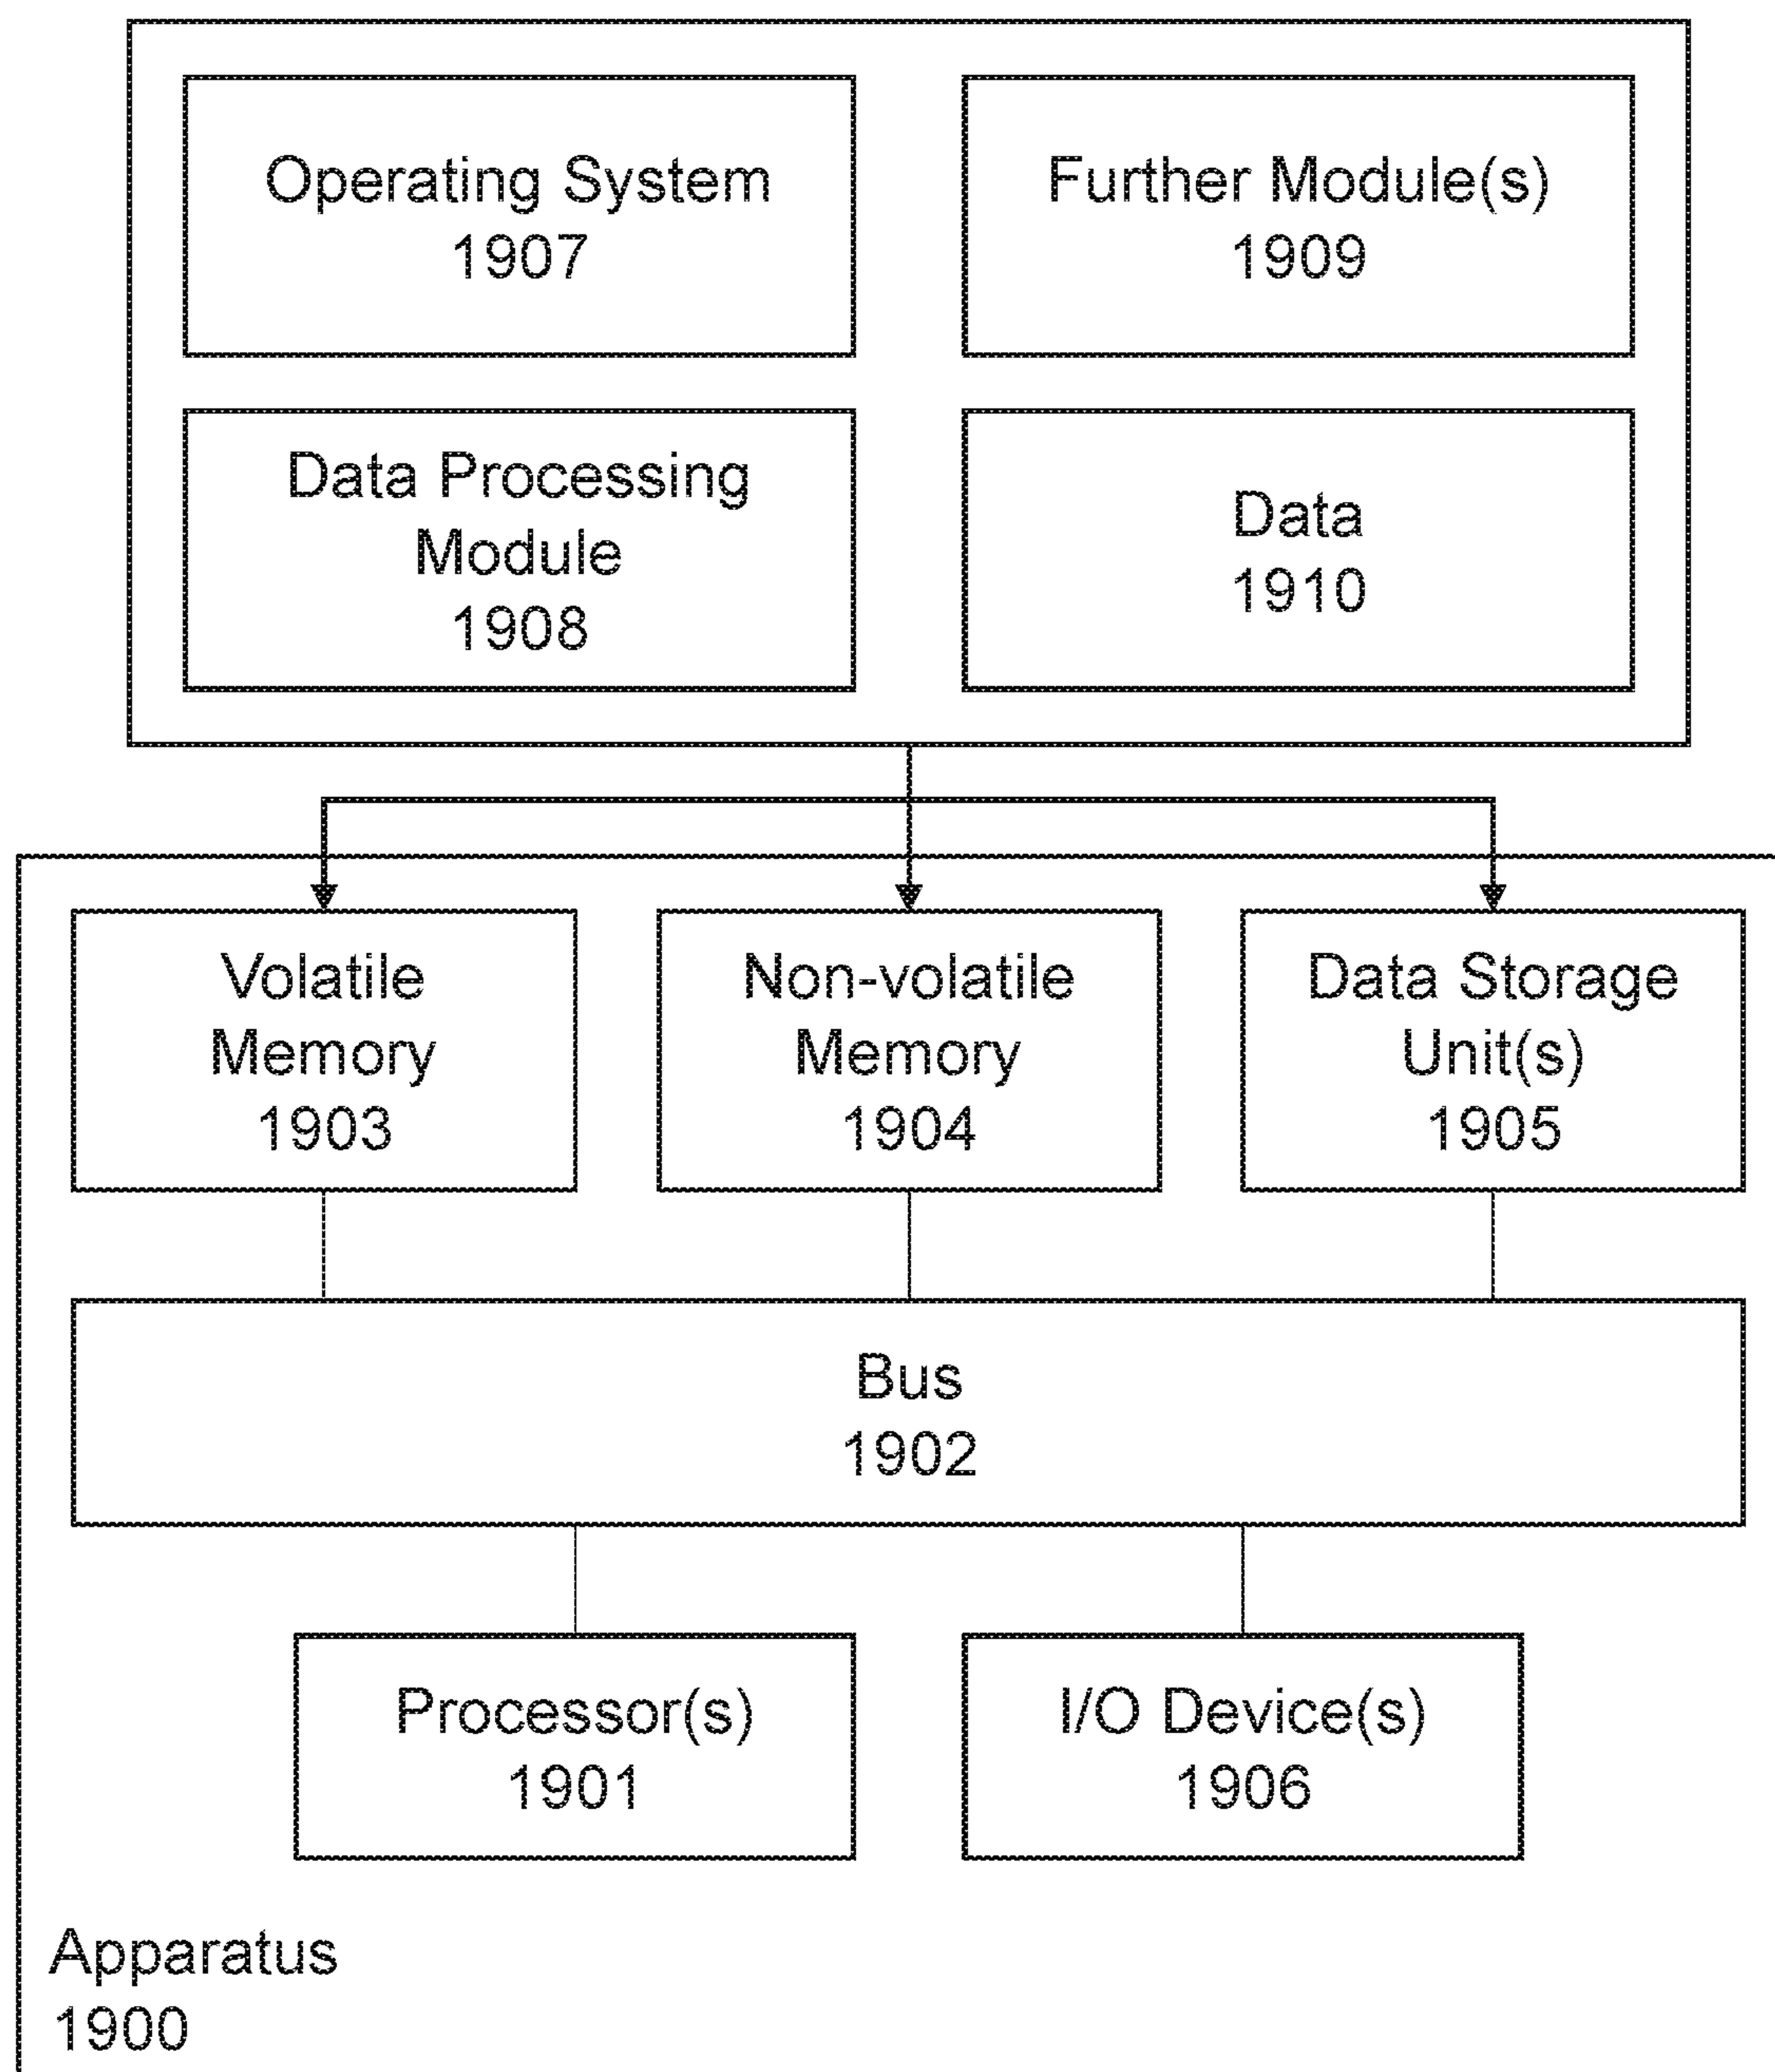 Operating System
1907
Further Module(s)
1909
Data Processing
Module
1908
Data
1910
Volatile
Memory
1903
Non-volatile
Memory
1904
Data Storage
Unit(s)
1905
Bus
1902
Processor(s)
1901
I/O Device(s)
1906
Apparatus
1900